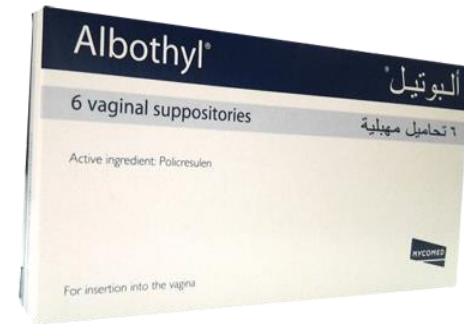 Albothyl®
ألبوتيل®
6 vaginal suppositories
٦ تحاميل مهبلية
Active ingredient: Policresulen
NYCOMED
For insertion into the vagina